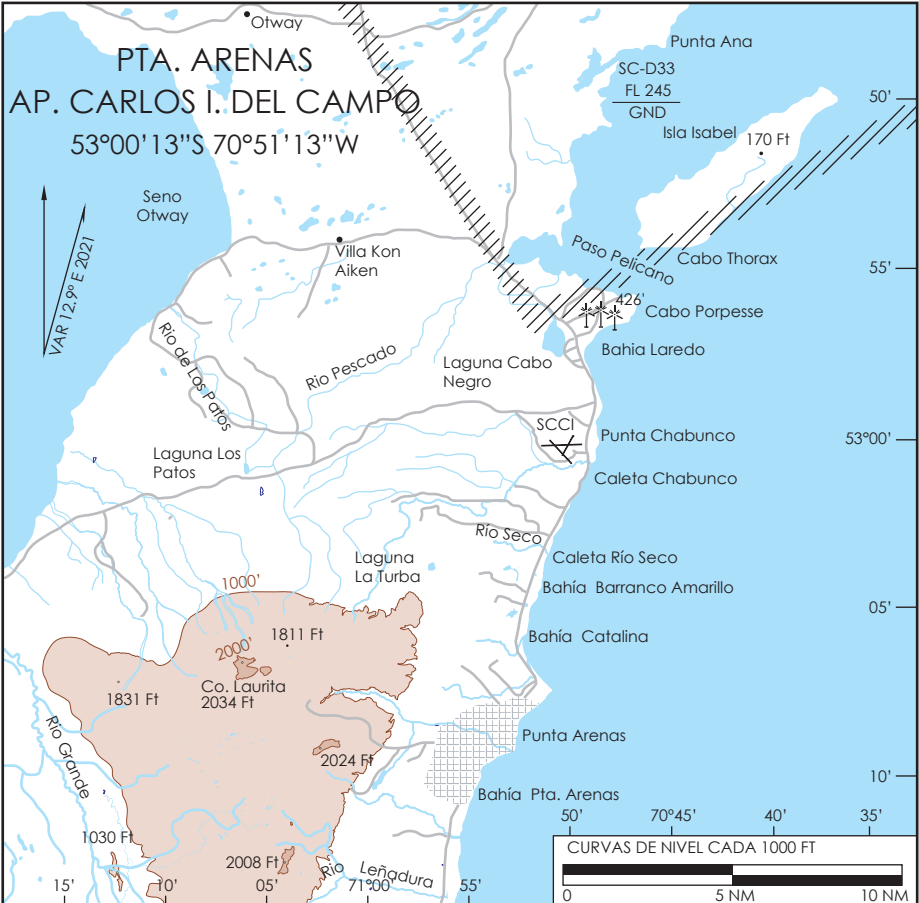 Otway
PTA. ARENAS
AP. CARLOS I. DEL CAMPO
53°00'13"S 70°51'13"W
Punta Ana
SC-D33
FL 245
GND
50'
Isla Isabel
170 Ft
Seno
Otway
VAR 12.9º E 2021
Villa Kon
Aiken
Paso Pelicano
Cabo Thorax
55'
426'
Cabo Porpesse
Bahia Laredo
Rio de Los Patos
Rio Pescado
Laguna Cabo
Negro
SCCI
Punta Chabunco
53°00'
Laguna Los
Patos
Caleta Chabunco
Río Seco
Laguna
La Turba
Caleta Río Seco
Bahía Barranco Amarillo
1000'
05'
1811 Ft
Bahía Catalina
2000'
Co. Laurita
2034 Ft
1831 Ft
Rio Grande
Punta Arenas
2024 Ft
10'
Bahía Pta. Arenas
50'
70°45'
40'
35'
1030 Ft
2008 Ft
Rio Leñadura
CURVAS DE NIVEL CADA 1000 FT
15'
10'
05'
71°00'
55'
0
5 NM
10 NM